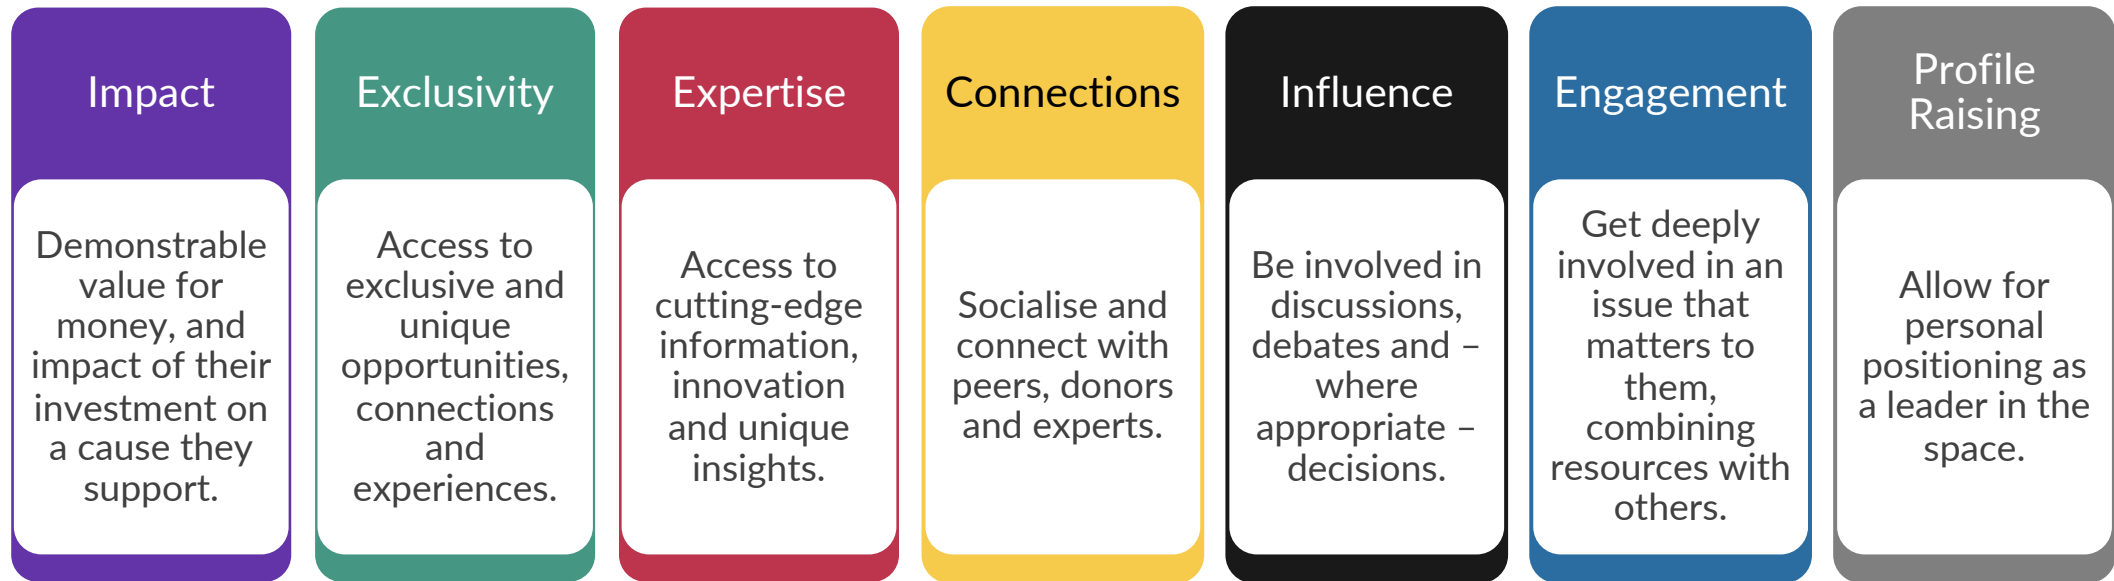 Impact
Demonstrable
value for
money, and
impact of their
investment on
a cause they
support.
Exclusivity
Access to
exclusive and
unique
opportunities,
connections
and
experiences.
Expertise
Access to
cutting-edge
information,
innovation
and unique
insights.
Connections
Socialise and
connect with
peers, donors
and experts.
Influence
Be involved in
discussions,
debates and –
where
appropriate –
decisions.
Engagement
Get deeply
involved in an
issue that
matters to
them,
combining
resources with
others.
Profile
Raising
Allow for
personal
positioning as
a leader in the
space.